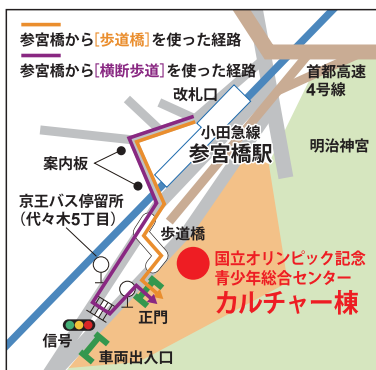 参宮橋から[歩道橋]を使った経路
参宮橋から[横断歩道]を使った経路
改札口
首都高速
4号線
小田急線
参宮橋駅
明治神宮
案内板
京王バス停留所
(代々木5丁目)
歩道橋
国立オリンピック記念
青少年総合センター
カルチャー棟
正門
信号
車両出入口